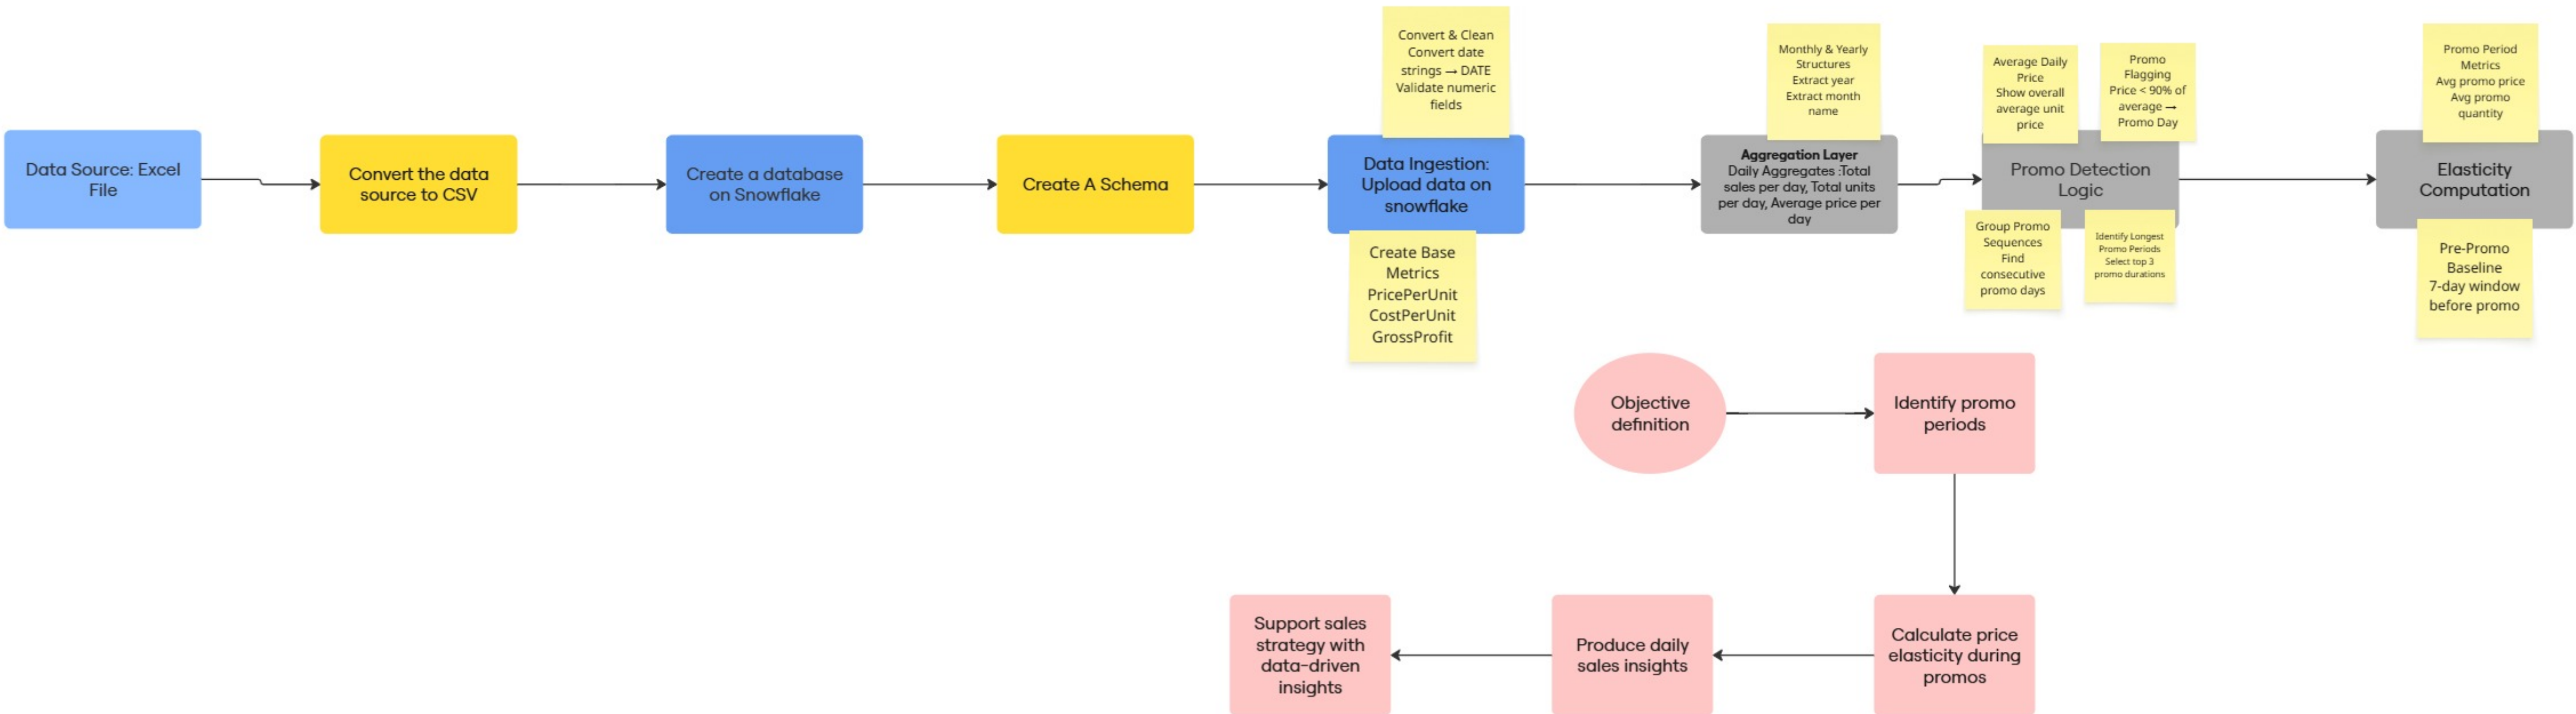 Data Source: Excel
File
Convert the data
source to CSV
Create a database
on Snowflake
Create A Schema
Convert & Clean
Convert date
strings → DATE
Validate numeric
fields
Data Ingestion:
Upload data on
snowflake
Create Base
Metrics
PricePerUnit
CostPerUnit
GrossProfit
Monthly & Yearly
Structures
Extract year
Extract month
name
Aggregation Layer
Daily Aggregates :Total
sales per day, Total units
per day, Average price per
day
Average Daily
Price
Show overall
average unit
price
Promo
Flagging
Price < 90% of
average →
Promo Day
Promo Detection
Logic
Group Promo
Sequences
Find
consecutive
promo days
Identify Longest
Promo Periods
Select top 3
promo durations
Promo Period
Metrics
Avg promo price
Avg promo
quantity
Elasticity
Computation
Pre-Promo
Baseline
7-day window
before promo
Objective
definition
Identify promo
periods
Calculate price
elasticity during
promos
Produce daily
sales insights
Support sales
strategy with
data-driven
insights